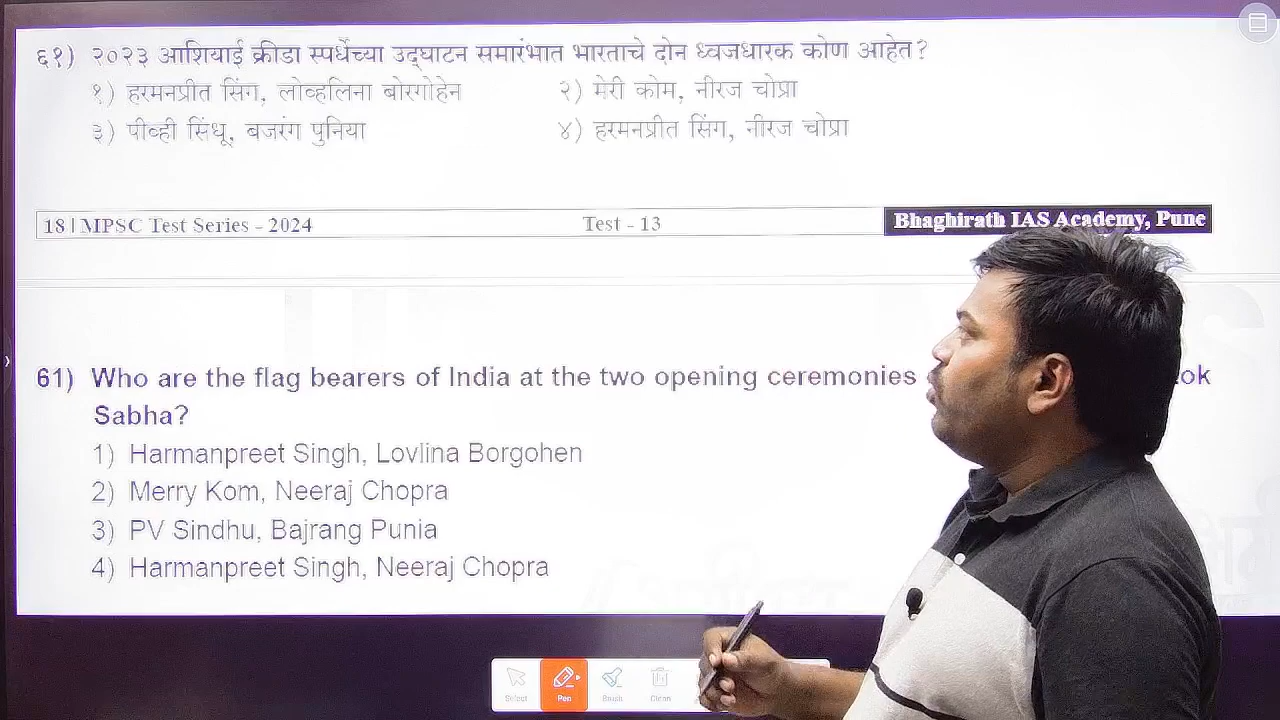 ६१) २०२३ आशियाई क्रीडा स्पर्धेच्या उद्घाटन समारंभात भारताचे दोन ध्वजधारक कोण आहेत?
१) हरमनप्रीत सिंग, लोव्हलिना बोरगोहेन २) मेरी कोम, नीरज चोप्रा
३) पीव्ही सिंधू, बजरंग पुनिया ४) हरमनप्रीत सिंग, नीरज चोप्रा
18 | MPSC Test Series - 2024 Test - 13 Bhaghirath IAS Academy, Pune
61) Who are the flag bearers of India at the two opening ceremonies
Sabha?
1) Harmanpreet Singh, Lovlina Borgohen
2) Merry Kom, Neeraj Chopra
3) PV Sindhu, Bajrang Punia
4) Harmanpreet Singh, Neeraj Chopra
Select Pen Brush Clean